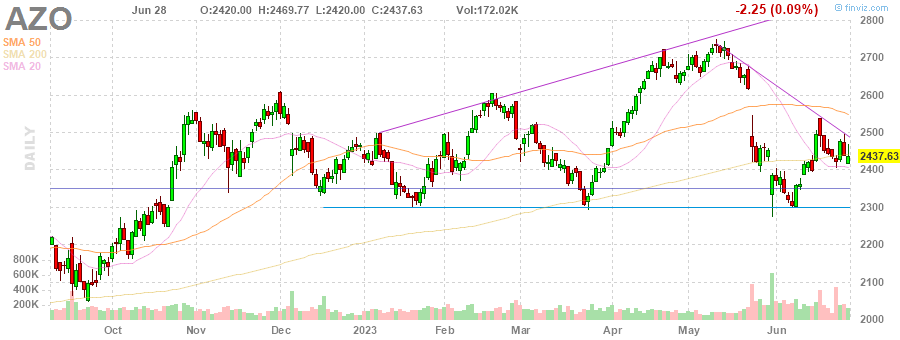 AZO
Jun 28 O:2420.00 H:2469.77 L:2420.00 C:2437.63 Vol:172.02K -2.25 (0.09%) © finviz.com
SMA 50
SMA 200
SMA 20
DAILY
2800
2700
2600
2500
2437.63
2400
2300
2200
2100
2000
800K
600K
400K
200K
Oct Nov Dec 2023 Feb Mar Apr May Jun